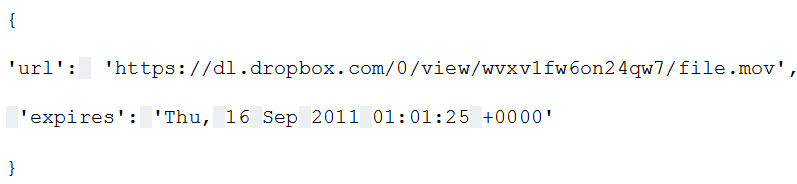 {
'url':  'https://dl.dropbox.com/0/view/wvxv1fw6on24qw7/file.mov',
 'expires': 'Thu, 16 Sep 2011 01:01:25 +0000'
}